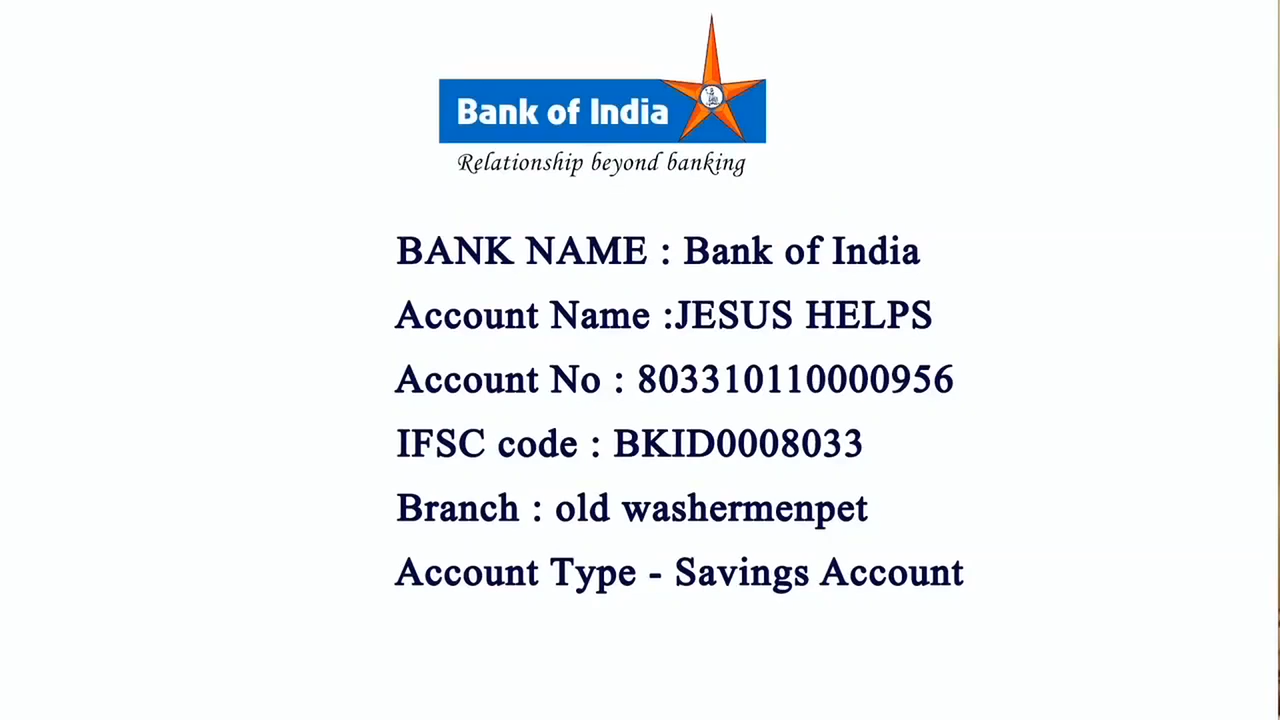 Bank of India
Relationship beyond banking
BANK NAME : Bank of India
Account Name :JESUS HELPS
Account No : 803310110000956
IFSC code : BKID0008033
Branch : old washermenpet
Account Type - Savings Account